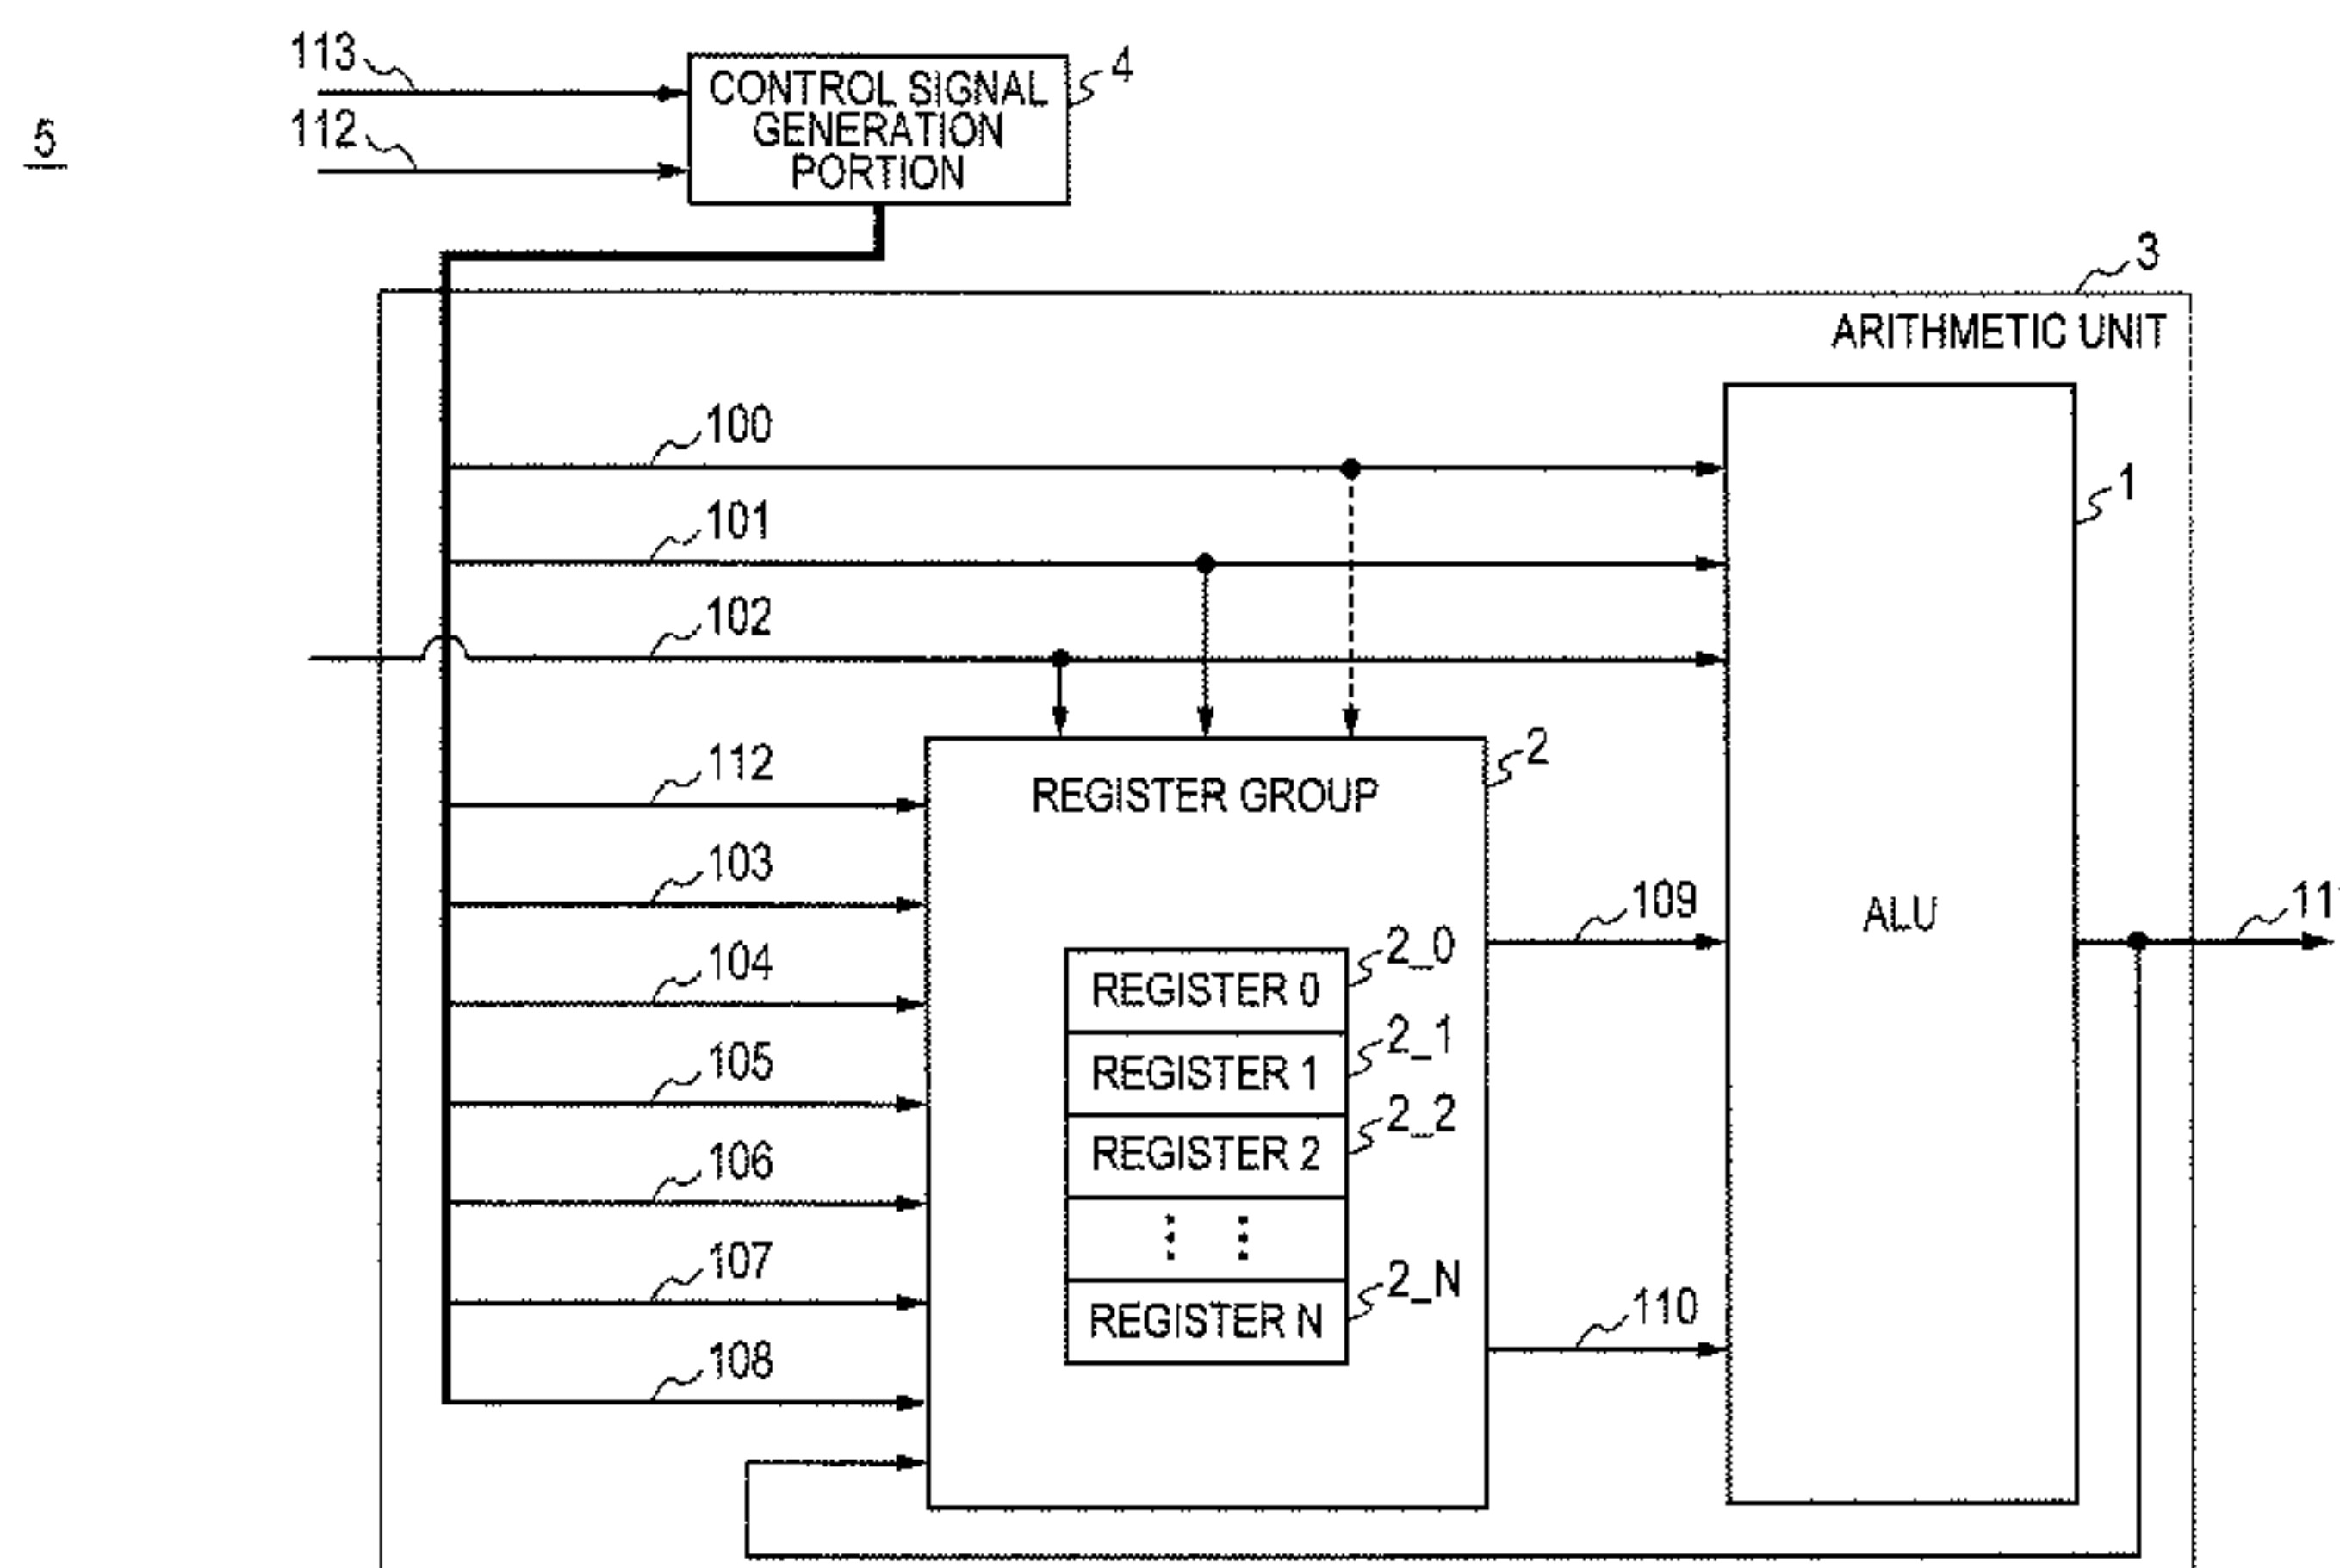 113
CONTROL SIGNAL
GENERATION
PORTION
4
112
5
3
ARITHMETIC UNIT
100
1
101
102
112
2
REGISTER GROUP
103
109
ALU
104
2_0
REGISTER 0
105
2_1
REGISTER 1
2_2
REGISTER 2
106
107
2_N
REGISTER N
110
108